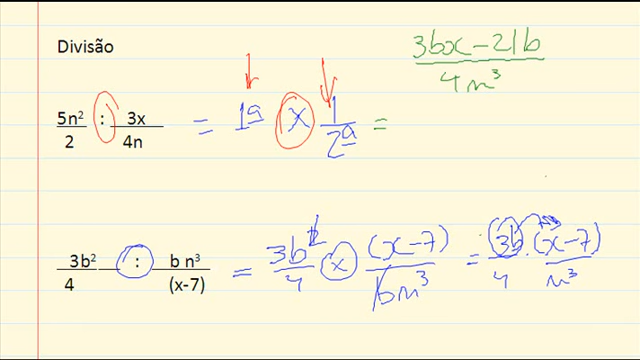 Divisão
3bx - 21b
4n³
5n² : 3x = 1ª x 1 =
2 4n 2ª
3b² : b n³ = 3b² x (x-7) = (3b . (x-7)
4 (x-7) 4 bn³ 4 n³